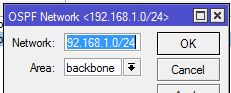 OSPF Network <192.168.1.0/24>
Network: 92.168.1.0/24 OK
Area: backbone Cancel